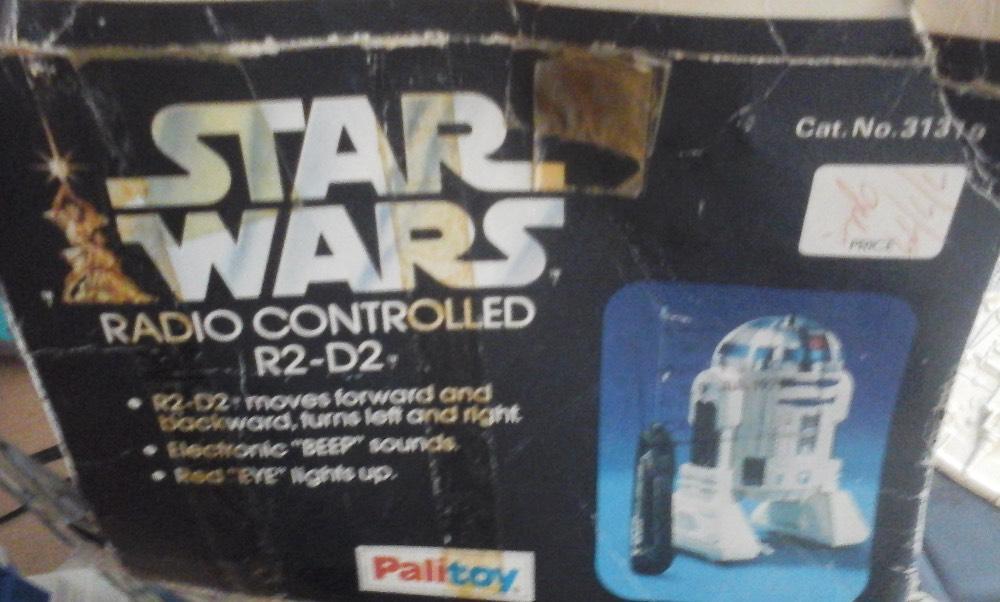 STAR
WARS
RADIO CONTROLLED
R2-D2
• R2-D2 moves forward and
backward, turns left and right.
• Electronic "BEEP" sounds.
• Red "EYE" lights up.
Palitoy
Cat. No.
PRICE